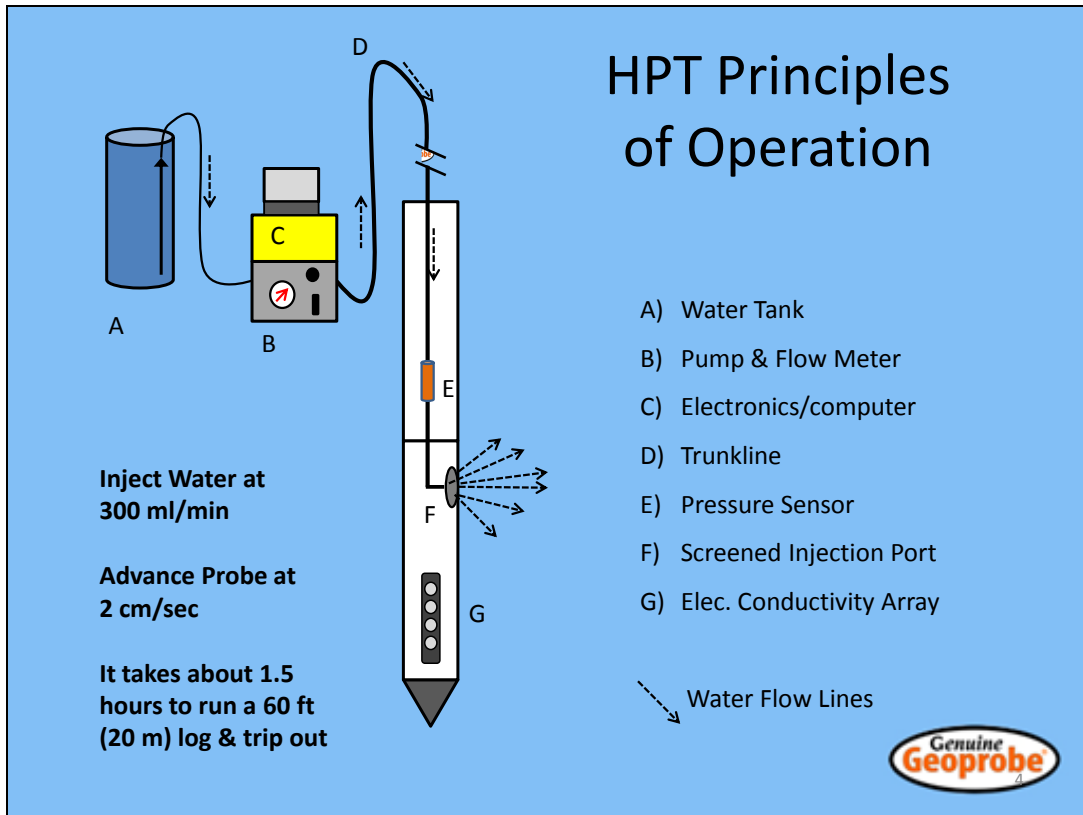 HPT Principles
of Operation
D
C
A
B
E
F
G
Inject Water at
300 ml/min
Advance Probe at
2 cm/sec
It takes about 1.5
hours to run a 60 ft
(20 m) log & trip out
A) Water Tank
B) Pump & Flow Meter
C) Electronics/computer
D) Trunkline
E) Pressure Sensor
F) Screened Injection Port
G) Elec. Conductivity Array
Water Flow Lines
Genuine
Geoprobe®
4